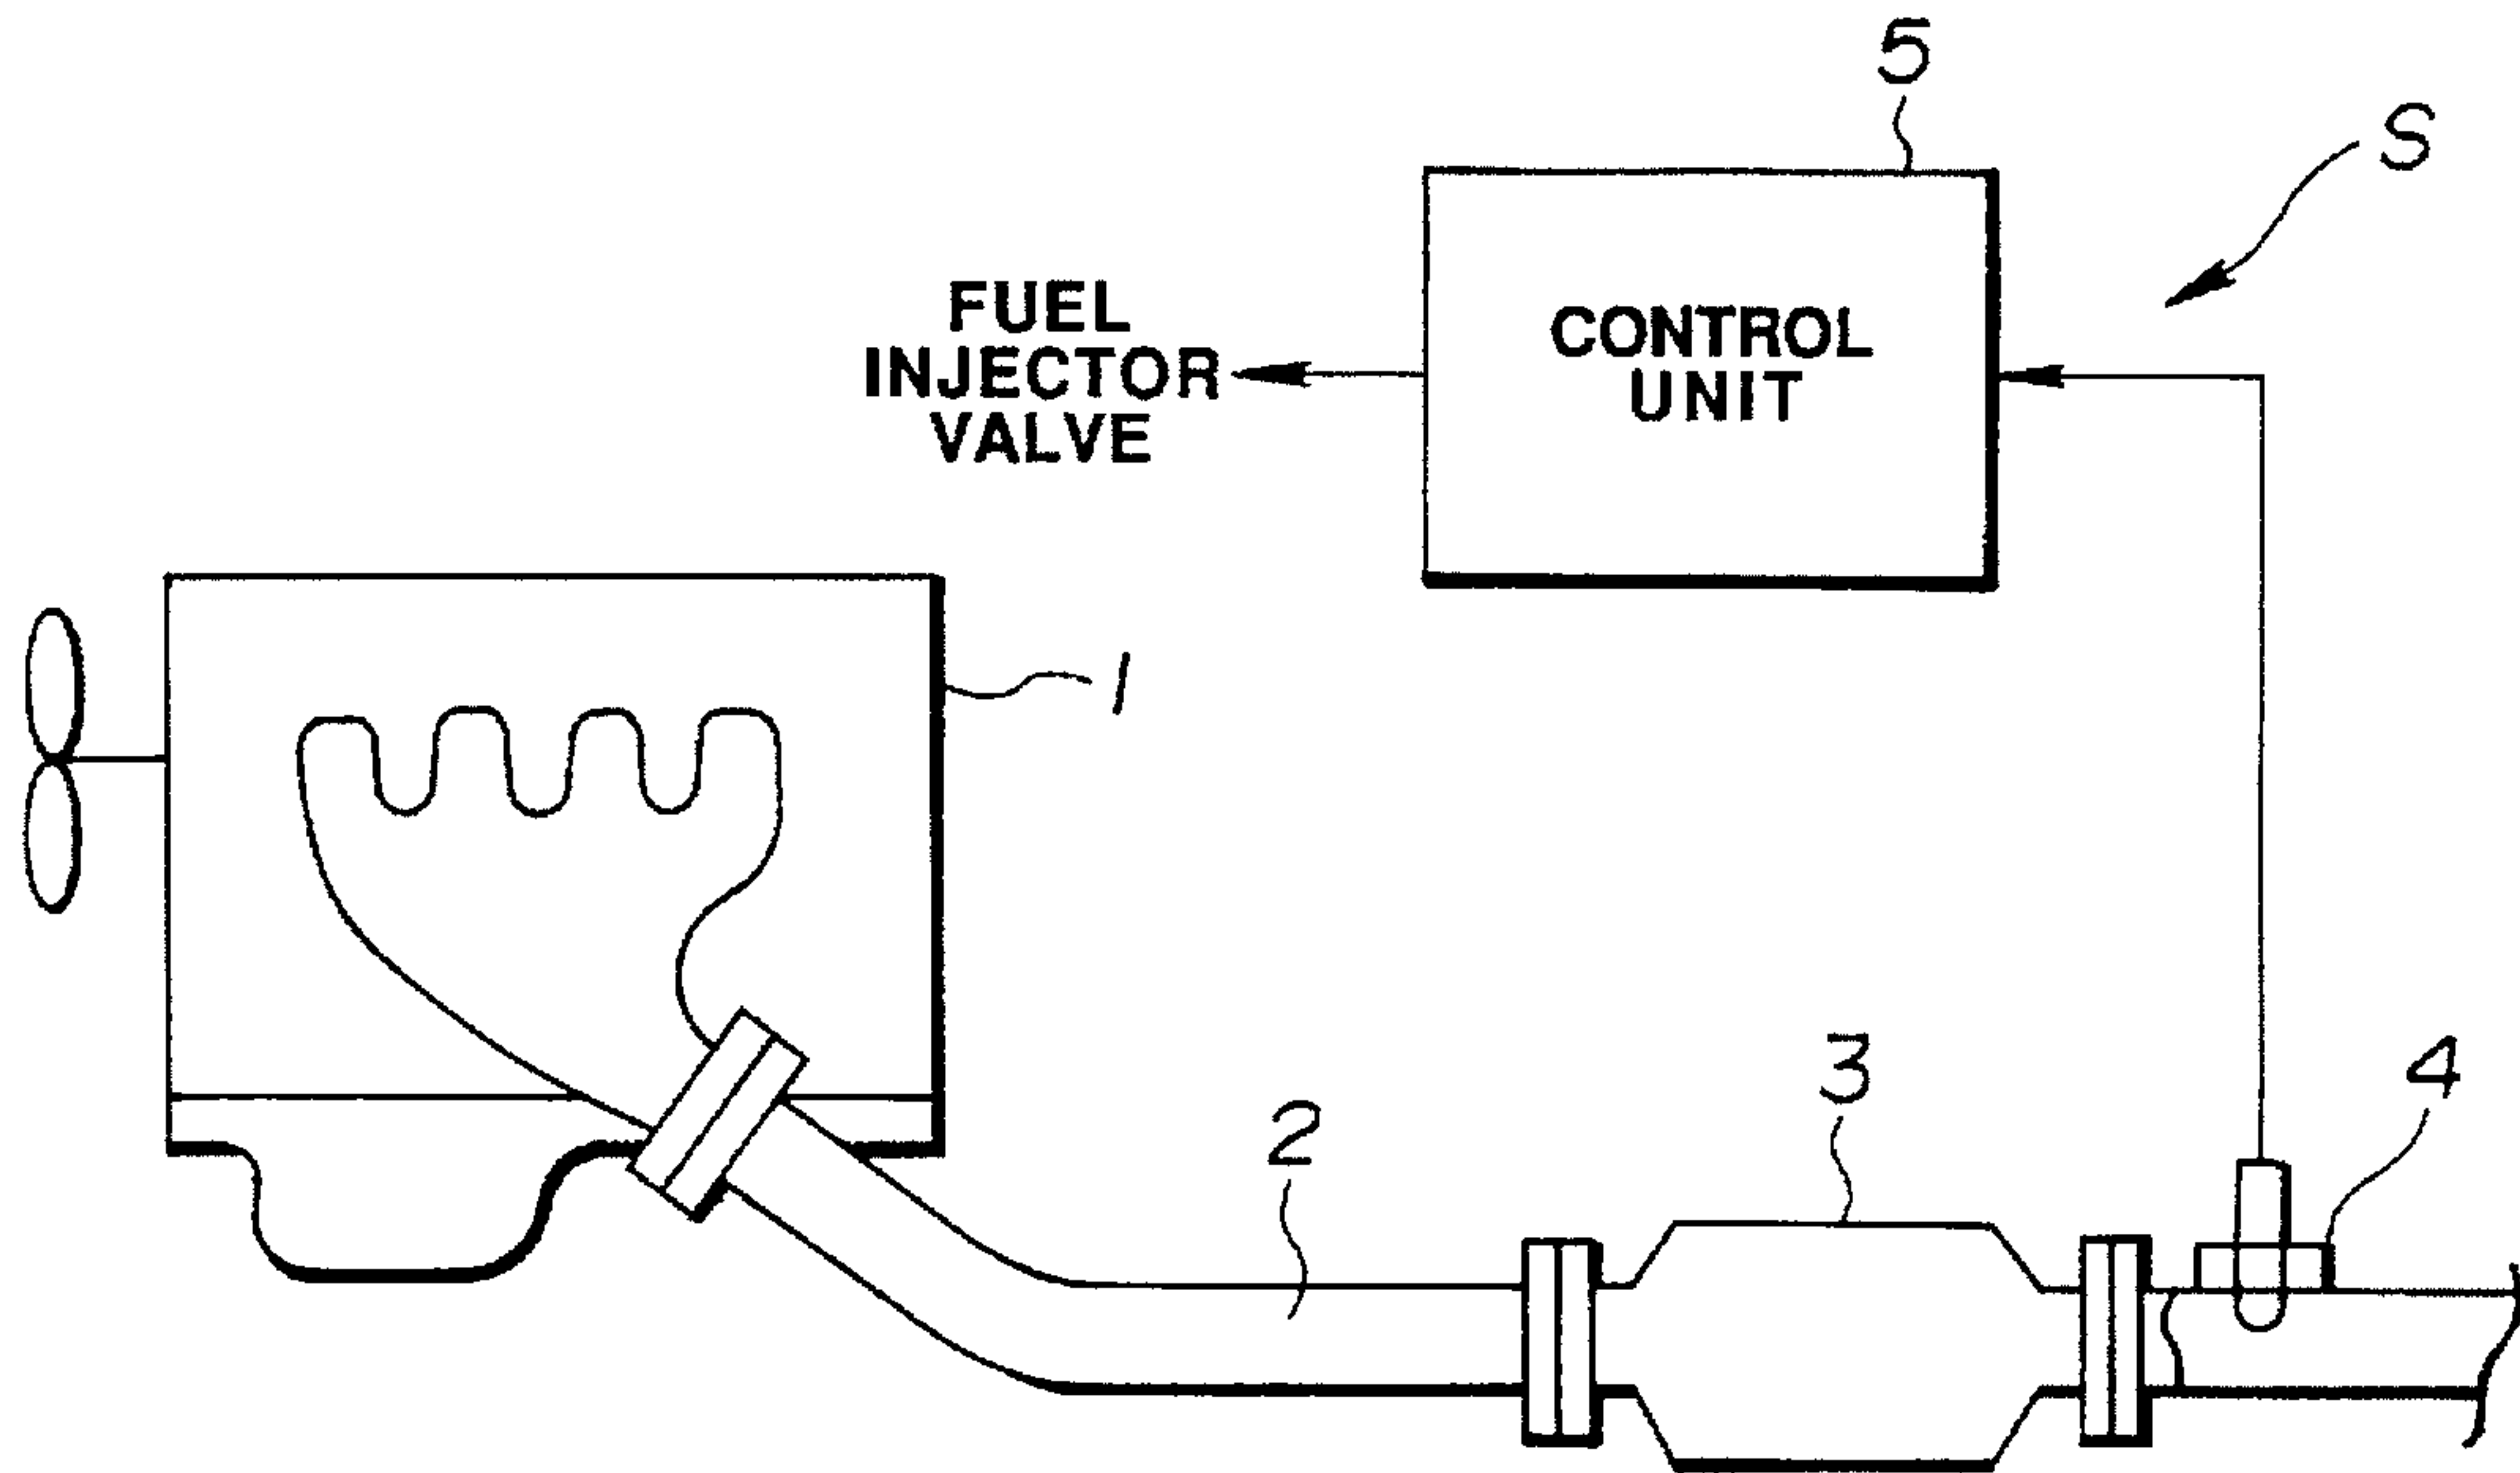 5
S
FUEL
INJECTOR
VALVE
CONTROL
UNIT
1
2
3
4